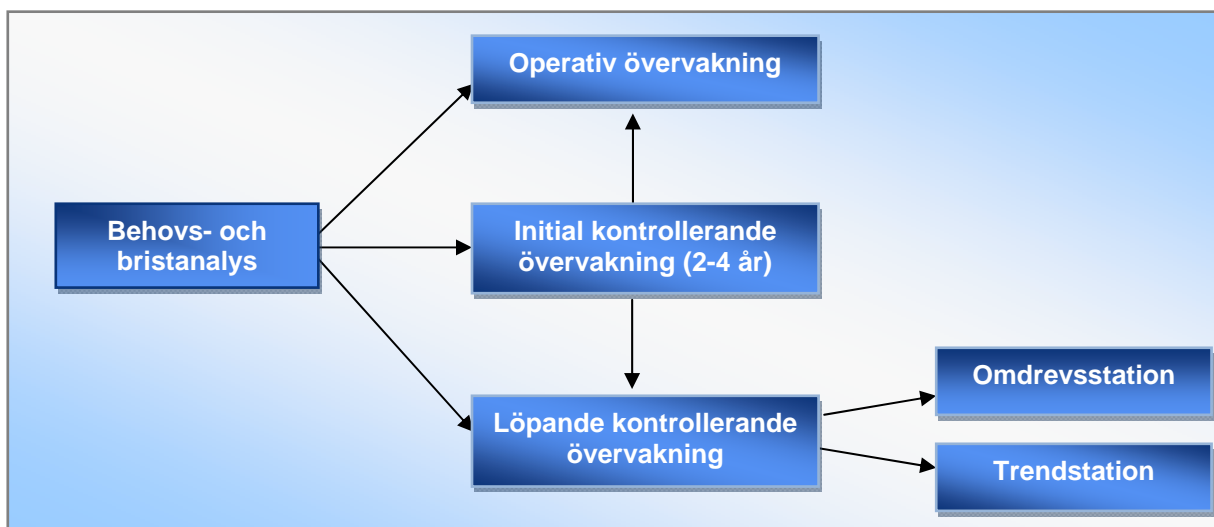 Operativ övervakning
Behovs- och
bristanalys
Initial kontrollerande
övervakning (2-4 år)
Löpande kontrollerande
övervakning
Omdrevsstation
Trendstation